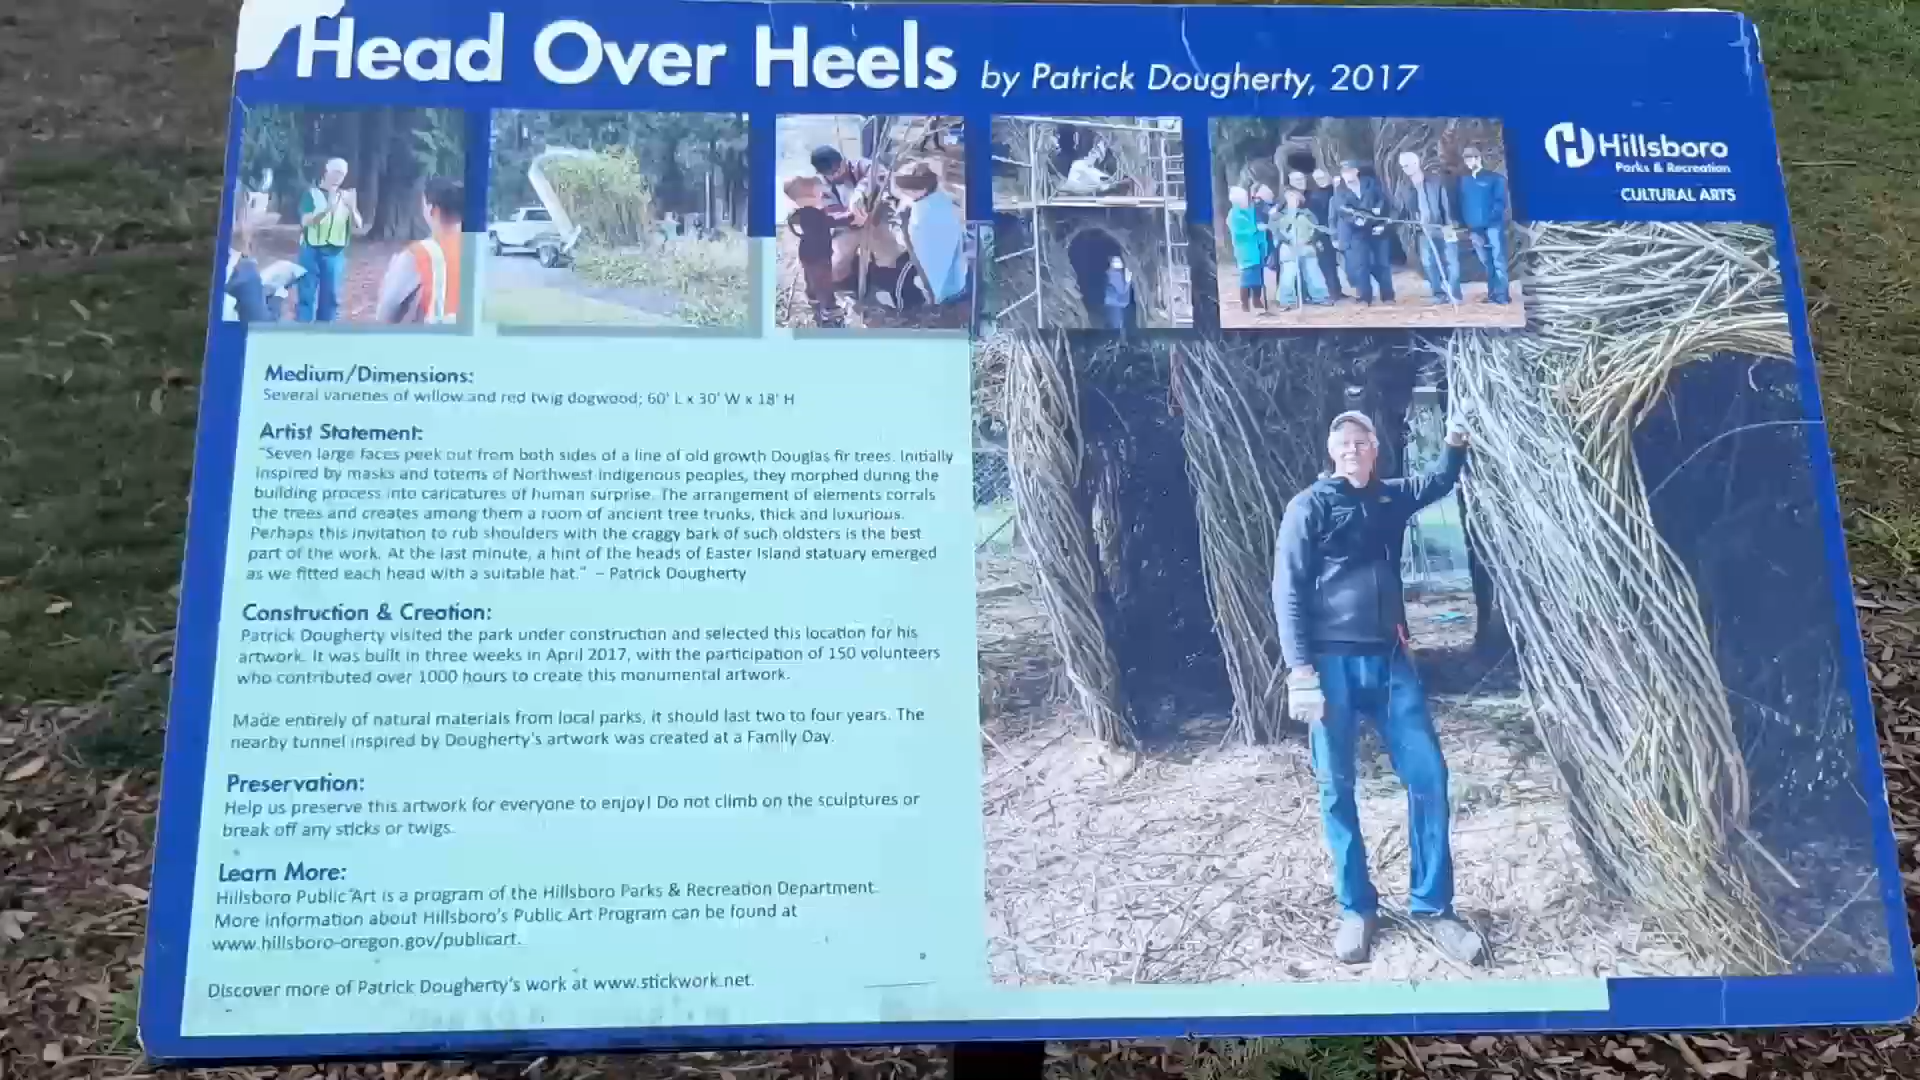 Head Over Heels by Patrick Dougherty, 2017
Hillsboro
Parks & Recreation
CULTURAL ARTS
Medium/Dimensions:
Several varieties of willow and red twig dogwood; 60' L x 30' W x 18' H
Artist Statement:
"Seven large faces peek out from both sides of a line of old growth Douglas fir trees. Initially
inspired by masks and totems of Northwest Indigenous peoples, they morphed during the
building process into caricatures of human surprise. The arrangement of elements corrals
the trees and creates among them a room of ancient tree trunks, thick and luxurious.
Perhaps this invitation to rub shoulders with the craggy bark of such oldsters is the best
part of the work. At the last minute, a hint of the heads of Easter Island statuary emerged
as we fitted each head with a suitable hat." – Patrick Dougherty
Construction & Creation:
Patrick Dougherty visited the park under construction and selected this location for his
artwork. It was built in three weeks in April 2017, with the participation of 150 volunteers
who contributed over 1000 hours to create this monumental artwork.
Made entirely of natural materials from local parks, it should last two to four years. The
nearby tunnel inspired by Dougherty's artwork was created at a Family Day.
Preservation:
Help us preserve this artwork for everyone to enjoy! Do not climb on the sculptures or
break off any sticks or twigs.
Learn More:
Hillsboro Public Art is a program of the Hillsboro Parks & Recreation Department.
More information about Hillsboro's Public Art Program can be found at
www.hillsboro-oregon.gov/publicart.
Discover more of Patrick Dougherty's work at www.stickwork.net.